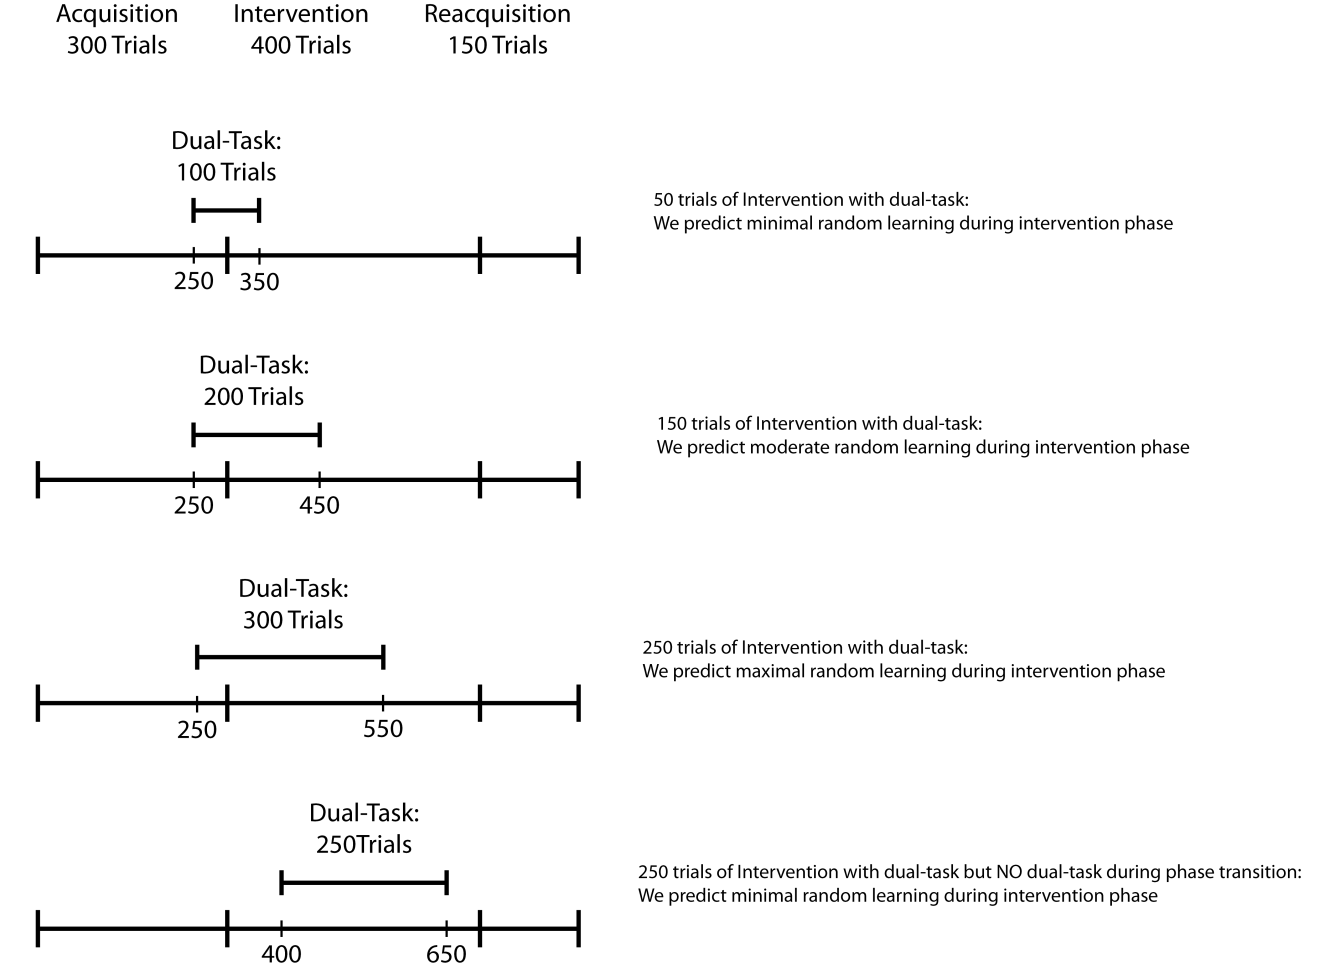 Acquisition
300 Trials
Intervention
400 Trials
Reacquisition
150 Trials
Dual-Task:
100 Trials
250
350
50 trials of Intervention with dual-task:
We predict minimal random learning during intervention phase
Dual-Task:
200 Trials
250
450
150 trials of Intervention with dual-task:
We predict moderate random learning during intervention phase
Dual-Task:
300 Trials
250
550
250 trials of Intervention with dual-task:
We predict maximal random learning during intervention phase
Dual-Task:
250Trials
400
650
250 trials of Intervention with dual-task but NO dual-task during phase transition:
We predict minimal random learning during intervention phase